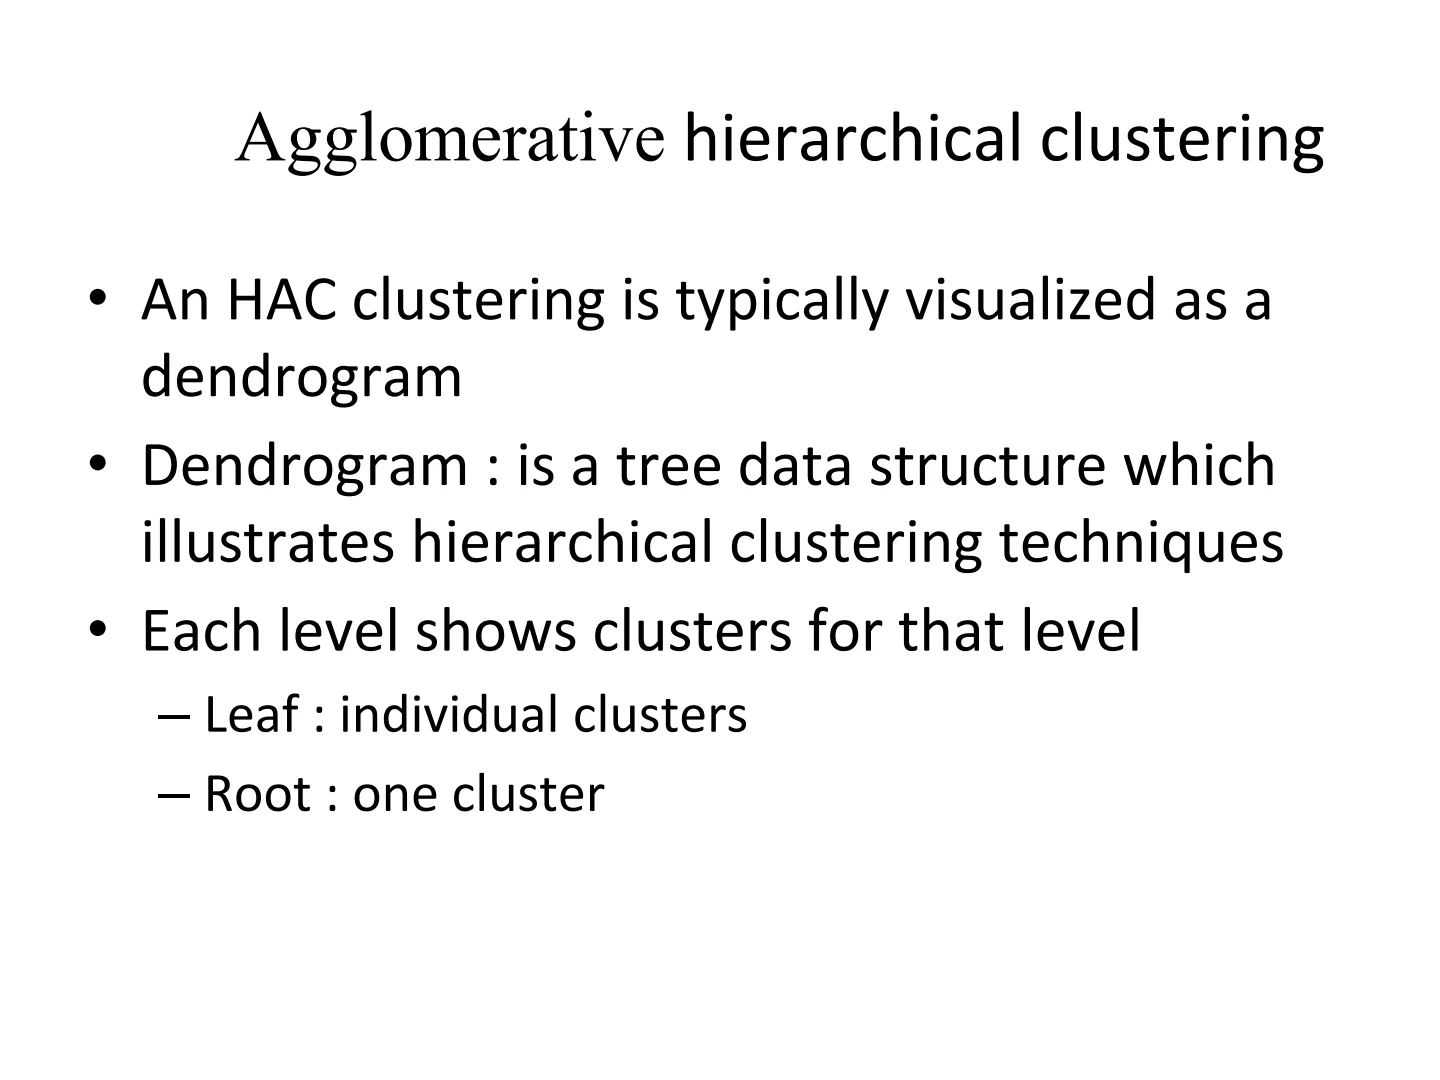 Agglomerative hierarchical clustering
• An HAC clustering is typically visualized as a
dendrogram
• Dendrogram : is a tree data structure which
illustrates hierarchical clustering techniques
• Each level shows clusters for that level
– Leaf : individual clusters
– Root : one cluster